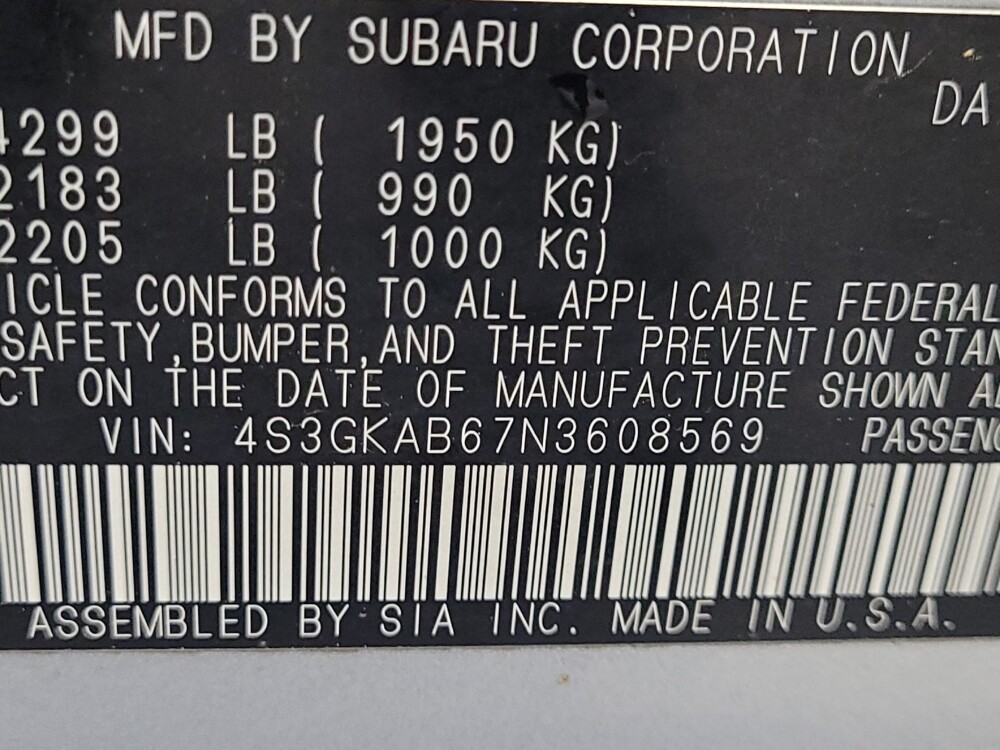 MFD BY SUBARU CORPORATION
DA
4299 LB ( 1950 KG)
2183 LB ( 990 KG)
2205 LB ( 1000 KG)
ICLE CONFORMS TO ALL APPLICABLE FEDERAL
SAFETY,BUMPER,AND THEFT PREVENTION STAN
CT ON THE DATE OF MANUFACTURE SHOWN A
VIN: 4S3GKAB67N3608569 PASSENG
ASSEMBLED BY SIA INC. MADE IN U.S.A.